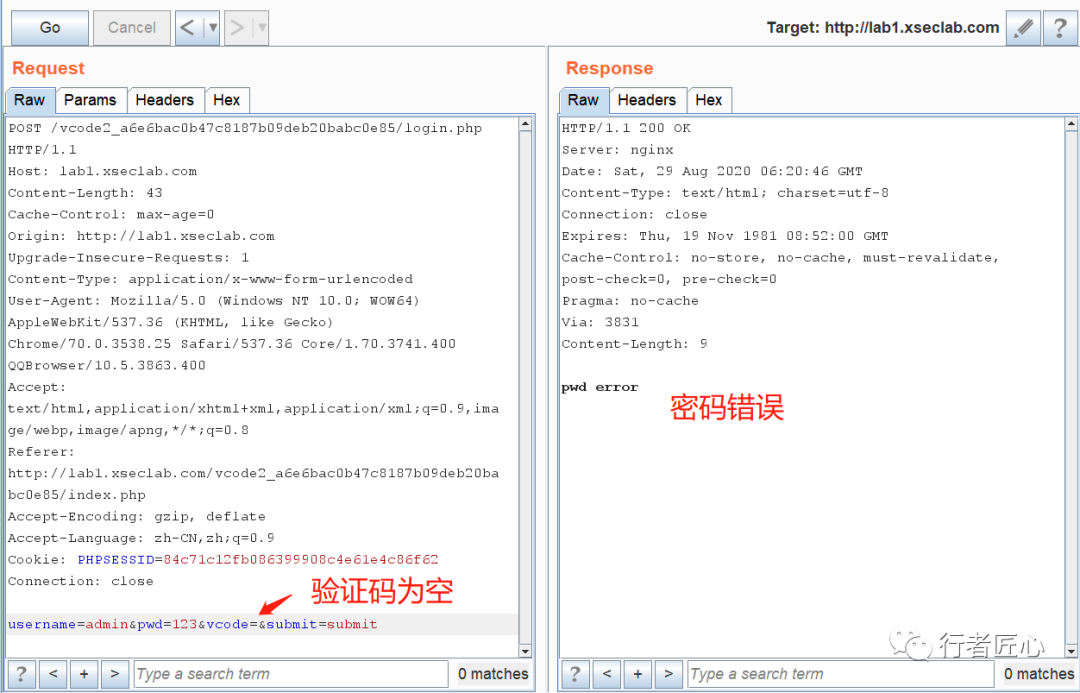 Go
Cancel
<
>
Target: http://lab1.xseclab.com
?
Request
Raw Params Headers Hex
POST /vcode2_a6e6bac0b47c8187b09deb20babc0e85/login.php
HTTP/1.1
Host: lab1.xseclab.com
Content-Length: 43
Cache-Control: max-age=0
Origin: http://lab1.xseclab.com
Upgrade-Insecure-Requests: 1
Content-Type: application/x-www-form-urlencoded
User-Agent: Mozilla/5.0 (Windows NT 10.0; WOW64)
AppleWebKit/537.36 (KHTML, like Gecko)
Chrome/70.0.3538.25 Safari/537.36 Core/1.70.3741.400
QQBrowser/10.5.3863.400
Accept:
text/html,application/xhtml+xml,application/xml;q=0.9,ima
ge/webp,image/apng,*/*;q=0.8
Referer:
http://lab1.xseclab.com/vcode2_a6e6bac0b47c8187b09deb20ba
bc0e85/index.php
Accept-Encoding: gzip, deflate
Accept-Language: zh-CN,zh;q=0.9
Cookie: PHPSESSID=84c71c12fb086399908c4e61e4c86f62
Connection: close
验证码为空
username=admin&pwd=123&vcode=&submit=submit
? < + > Type a search term 0 matches
Response
Raw Headers Hex
HTTP/1.1 200 OK
Server: nginx
Date: Sat, 29 Aug 2020 06:20:46 GMT
Content-Type: text/html; charset=utf-8
Connection: close
Expires: Thu, 19 Nov 1981 08:52:00 GMT
Cache-Control: no-store, no-cache, must-revalidate,
post-check=0, pre-check=0
Pragma: no-cache
Via: 3831
Content-Length: 9
pwd error
密码错误
行者匠心
? < + > Type a search term 0 matches